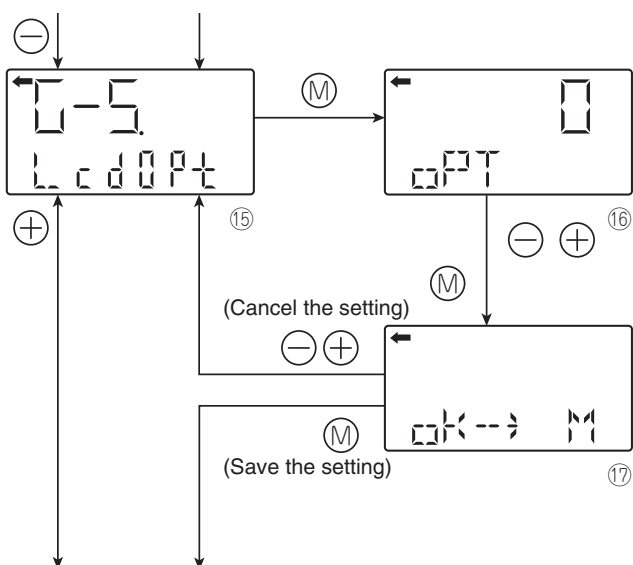 ⊖
← G-5.
LcdOPt
⑮
Ⓜ
← 0
oPT
⑯
⊕
⊖ ⊕
Ⓜ
(Cancel the setting)
⊖ ⊕
←
oK--> M
⑰
Ⓜ
(Save the setting)